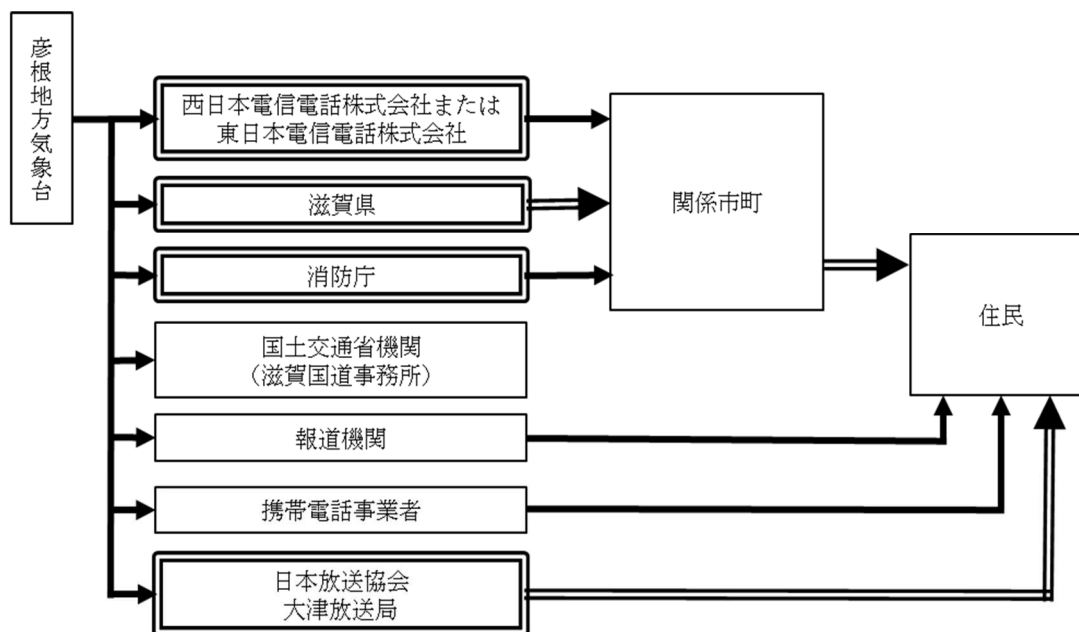 彦根地方気象台
西日本電信電話株式会社または
東日本電信電話株式会社
滋賀県
消防庁
国土交通省機関
（滋賀国道事務所）
報道機関
携帯電話事業者
日本放送協会
大津放送局
関係市町
住民